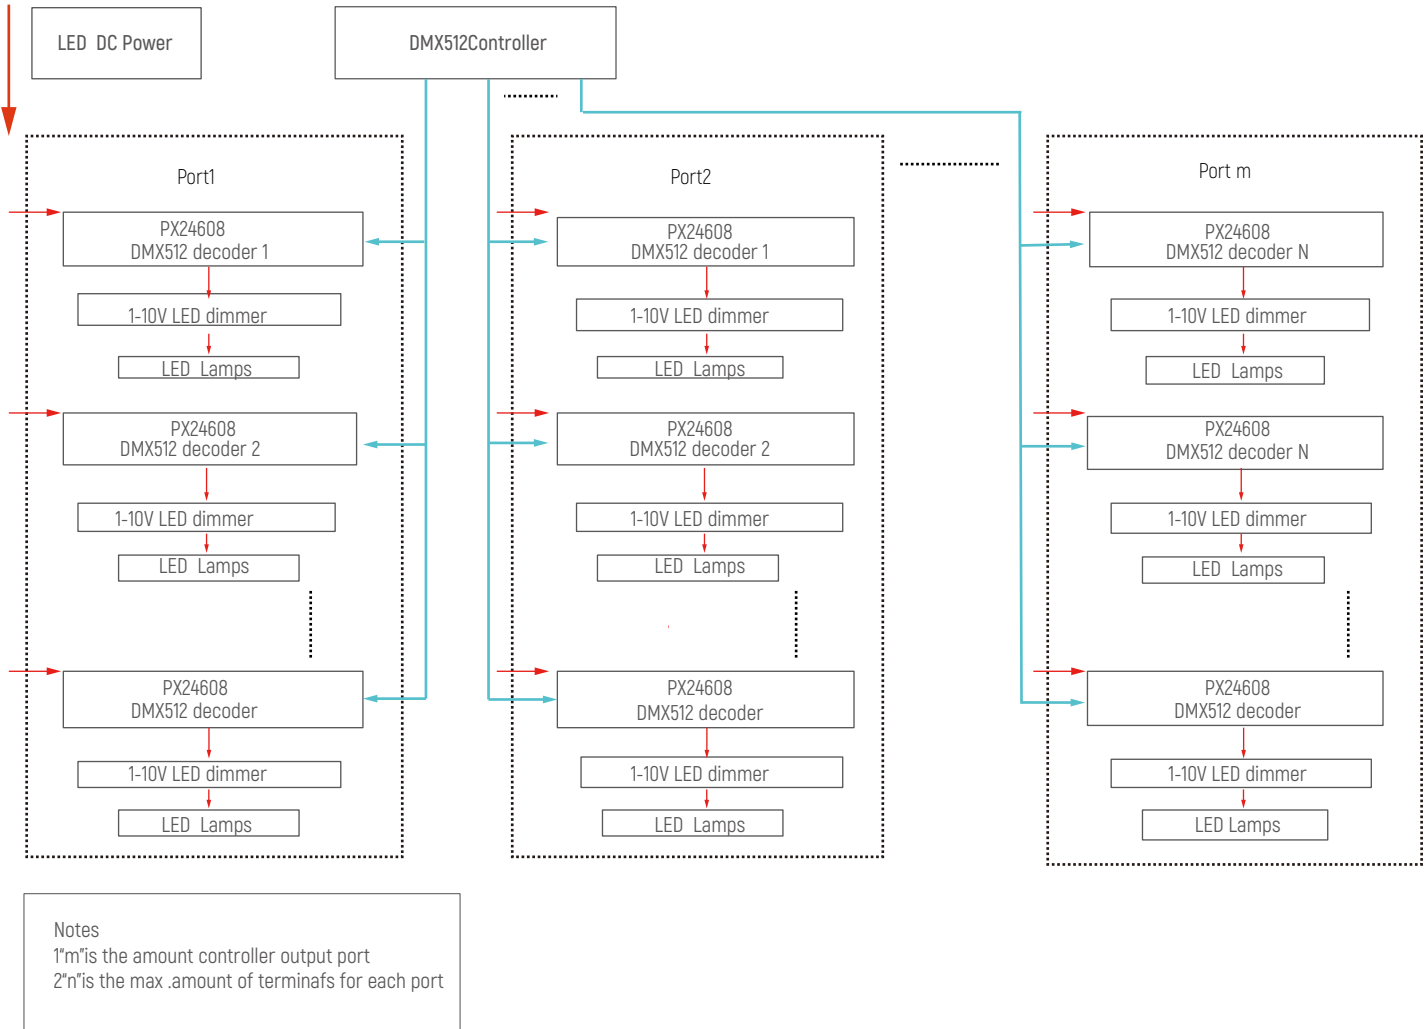 LED DC Power
DMX512Controller
Port1
PX24608
DMX512 decoder 1
1-10V LED dimmer
LED Lamps
PX24608
DMX512 decoder 2
1-10V LED dimmer
LED Lamps
PX24608
DMX512 decoder
1-10V LED dimmer
LED Lamps
Port2
PX24608
DMX512 decoder 1
1-10V LED dimmer
LED Lamps
PX24608
DMX512 decoder 2
1-10V LED dimmer
LED Lamps
PX24608
DMX512 decoder
1-10V LED dimmer
LED Lamps
Port m
PX24608
DMX512 decoder N
1-10V LED dimmer
LED Lamps
PX24608
DMX512 decoder N
1-10V LED dimmer
LED Lamps
PX24608
DMX512 decoder
1-10V LED dimmer
LED Lamps
Notes
1"m"is the amount controller output port
2"n"is the max .amount of terminafs for each port